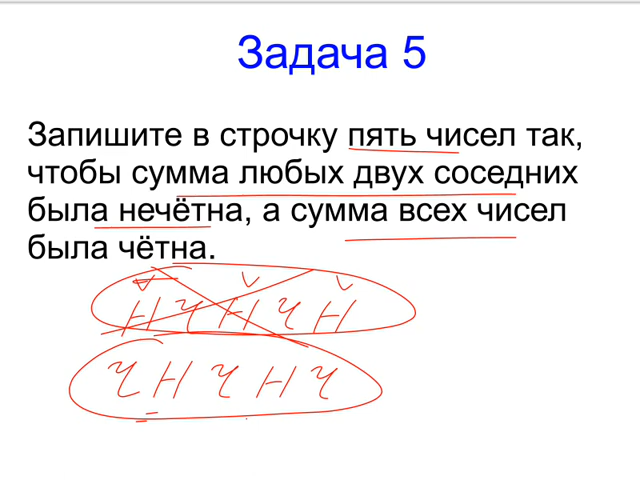 Задача 5
Запишите в строчку пять чисел так,
чтобы сумма любых двух соседних
была нечётна, а сумма всех чисел
была чётна.
Н Ч Н Ч Н
Ч Н Ч Н Ч